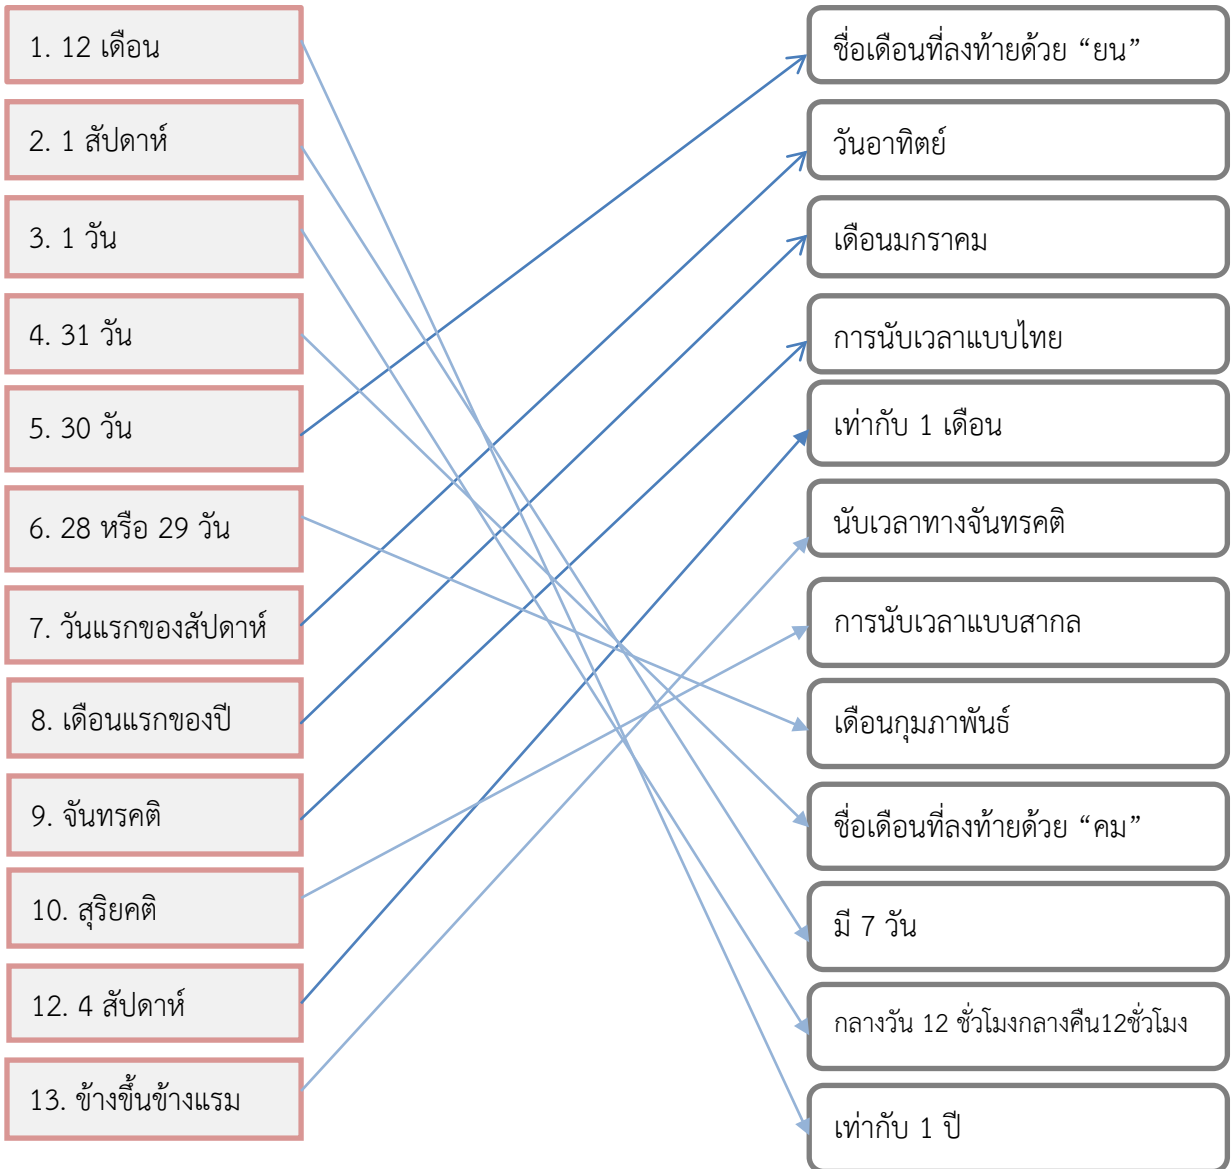 1. 12 เดือน
2. 1 สัปดาห์
3. 1 วัน
4. 31 วัน
5. 30 วัน
6. 28 หรือ 29 วัน
7. วันแรกของสัปดาห์
8. เดือนแรกของปี
9. จันทรคติ
10. สุริยคติ
12. 4 สัปดาห์
13. ข้างขึ้นข้างแรม
ชื่อเดือนที่ลงท้ายด้วย “ยน”
วันอาทิตย์
เดือนมกราคม
การนับเวลาแบบไทย
เท่ากับ 1 เดือน
นับเวลาทางจันทรคติ
การนับเวลาแบบสากล
เดือนกุมภาพันธ์
ชื่อเดือนที่ลงท้ายด้วย “คม”
มี 7 วัน
กลางวัน 12 ชั่วโมงกลางคืน12ชั่วโมง
เท่ากับ 1 ปี